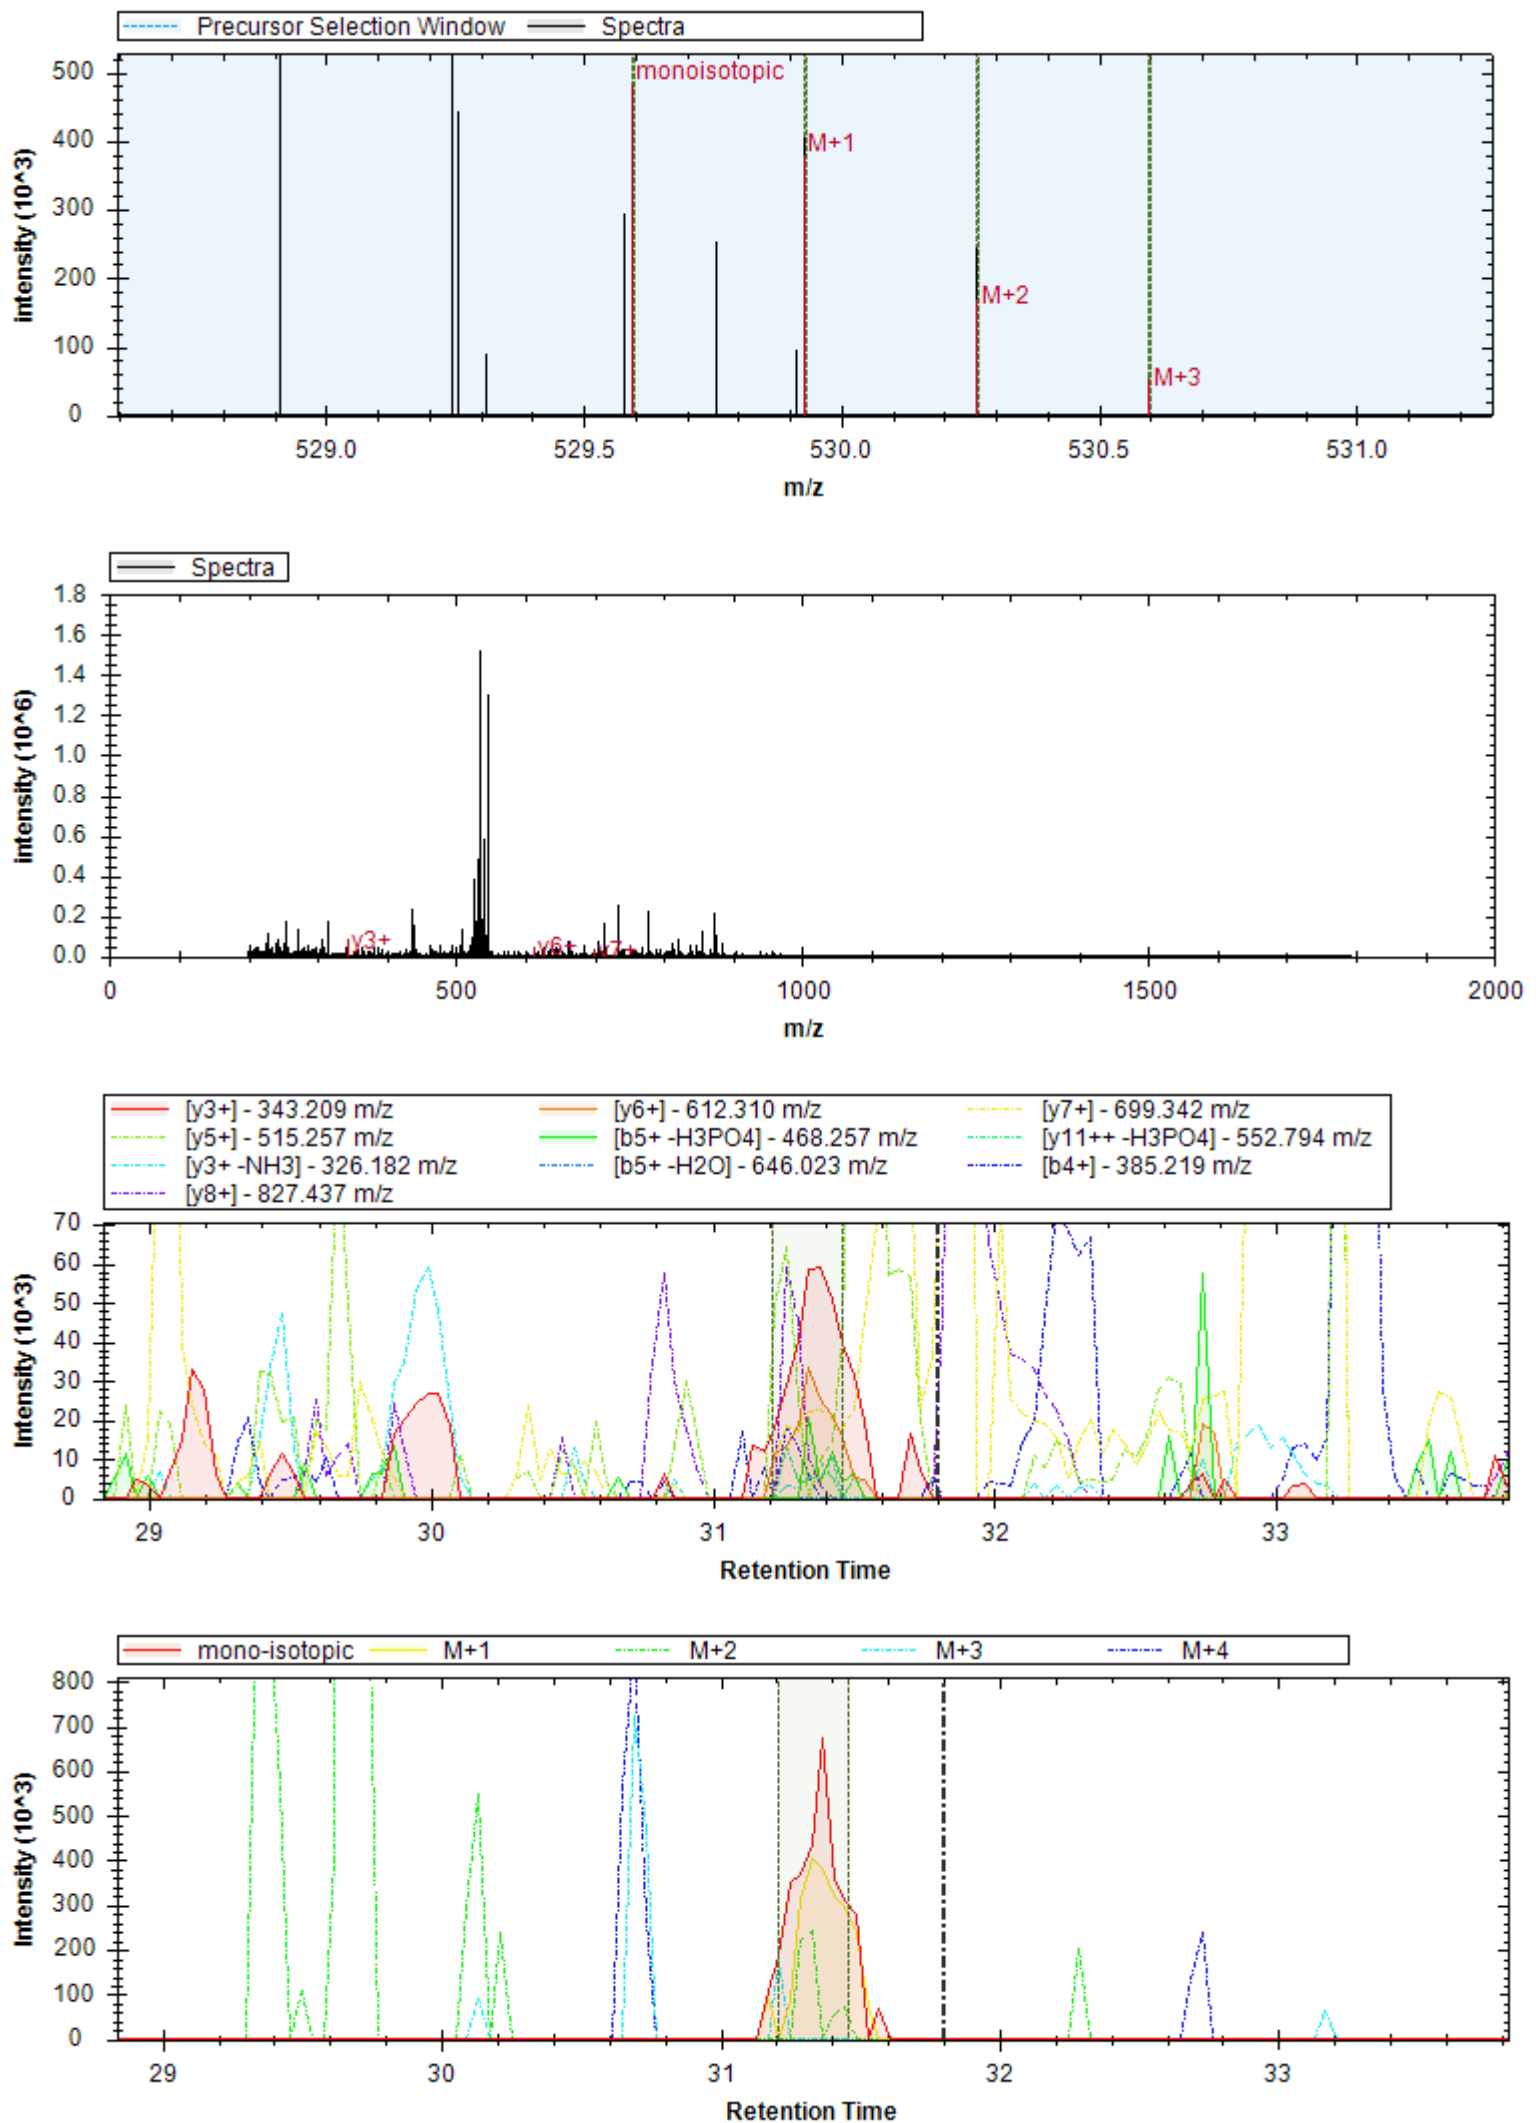 Precursor Selection Window Spectra
500
400
300
200
100
0
intensity (10^3)
monoisotopic
M+1
M+2
M+3
529.0 529.5 530.0 530.5 531.0
m/z
Spectra
1.8
1.6
1.4
1.2
1.0
0.8
0.6
0.4
0.2
0.0
intensity (10^6)
y3+ y6+ y7+
0 500 1000 1500 2000
m/z
[y3+] - 343.209 m/z [y6+] - 612.310 m/z [y7+] - 699.342 m/z
[y5+] - 515.257 m/z [b5+ -H3PO4] - 468.257 m/z [y11++ -H3PO4] - 552.794 m/z
[y3+ -NH3] - 326.182 m/z [b5+ -H2O] - 646.023 m/z [b4+] - 385.219 m/z
[y8+] - 827.437 m/z
70
60
50
40
30
20
10
0
Intensity (10^3)
29 30 31 32 33
Retention Time
mono-isotopic M+1 M+2 M+3 M+4
800
700
600
500
400
300
200
100
0
Intensity (10^3)
29 30 31 32 33
Retention Time